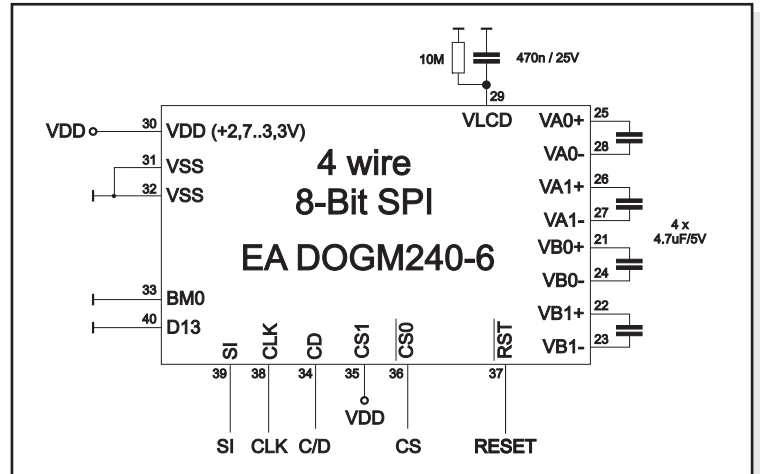 10M
470n / 25V
29
VLCD
VDD
30
VDD (+2,7..3,3V)
31
VSS
32
VSS
4 wire
8-Bit SPI
EA DOGM240-6
VA0+
25
VA0-
28
VA1+
26
VA1-
27
VB0+
21
VB0-
24
VB1+
22
VB1-
23
4 x
4.7uF/5V
33
BM0
40
D13
SI
CLK
CD
CS1
CS0
RST
39
38
34
35
36
37
VDD
SI
CLK
C/D
CS
RESET